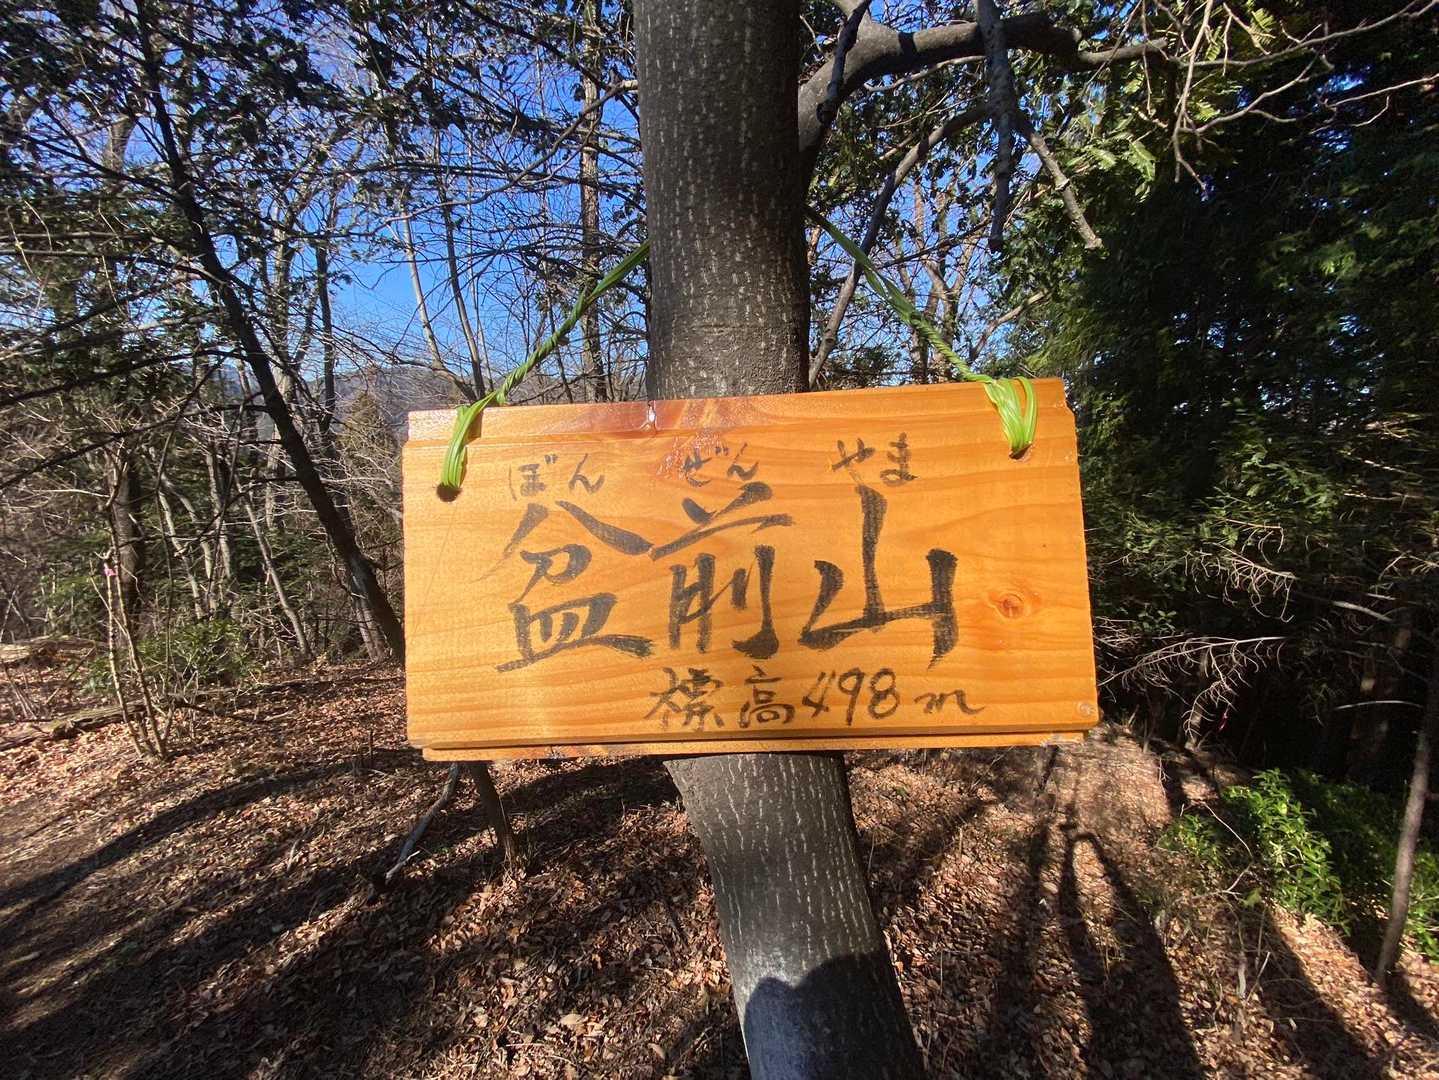 ぼん ぜん やま
盆前山
標高498m